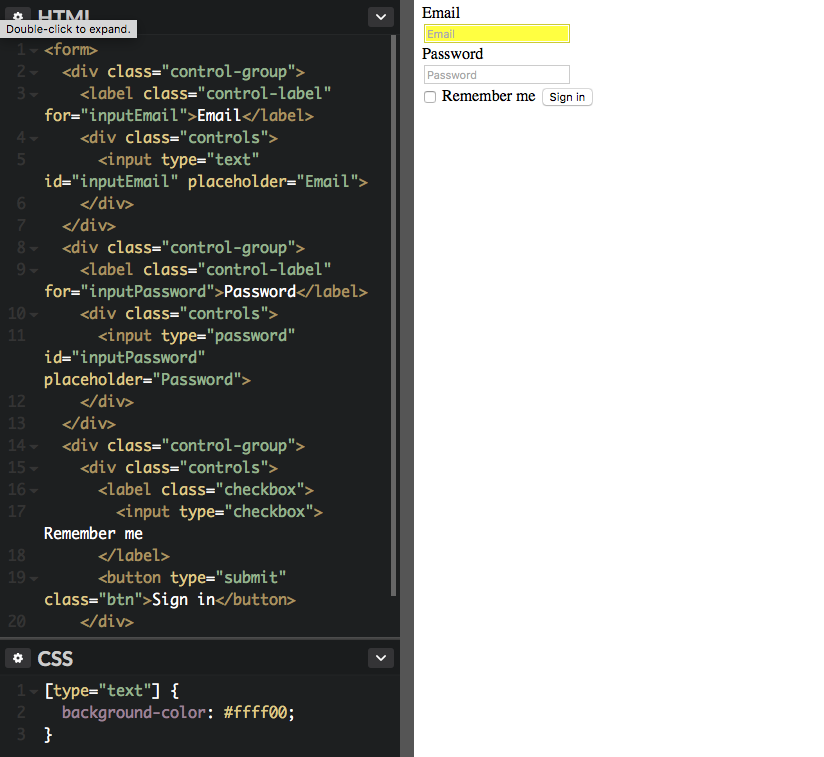 HTML
Double-click to expand.
1 <form>
2 <div class="control-group">
3 <label class="control-label"
for="inputEmail">Email</label>
4 <div class="controls">
5 <input type="text"
id="inputEmail" placeholder="Email">
6 </div>
7 </div>
8 <div class="control-group">
9 <label class="control-label"
for="inputPassword">Password</label>
10 <div class="controls">
11 <input type="password"
id="inputPassword"
placeholder="Password">
12 </div>
13 </div>
14 <div class="control-group">
15 <div class="controls">
16 <label class="checkbox">
17 <input type="checkbox">
Remember me
18 </label>
19 <button type="submit"
class="btn">Sign in</button>
20 </div>
CSS
1 [type="text"] {
2 background-color: #ffff00;
3 }
Email
Email
Password
Password
Remember me Sign in